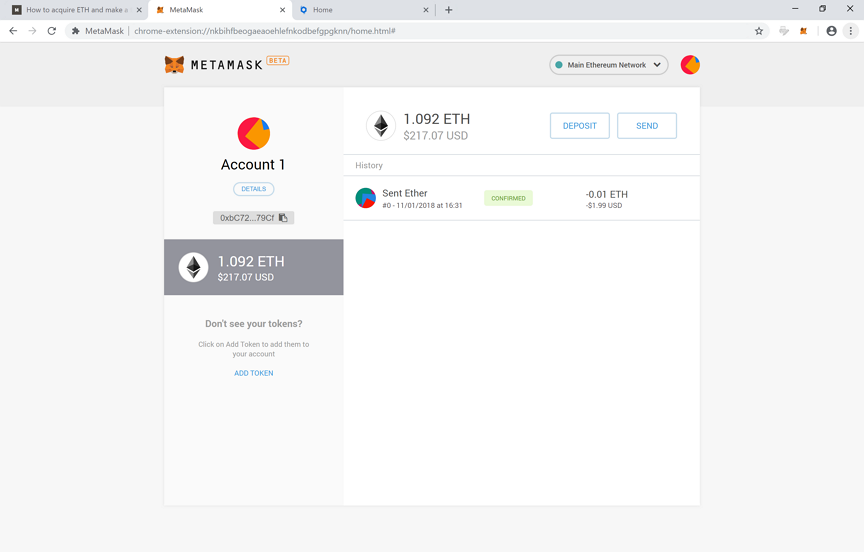 How to acquire ETH and make a
MetaMask
Home
MetaMask
chrome-extension://nkbihfbeogaeaoehlefnkodbefgpgknn/home.html#
METAMASK
BETA
Main Ethereum Network
Account 1
DETAILS
0xbC72...79Cf
1.092 ETH
$217.07 USD
Don't see your tokens?
Click on Add Token to add them to
your account
ADD TOKEN
1.092 ETH
$217.07 USD
DEPOSIT
SEND
History
Sent Ether
#0 - 11/01/2018 at 16:31
CONFIRMED
-0.01 ETH
-$1.99 USD